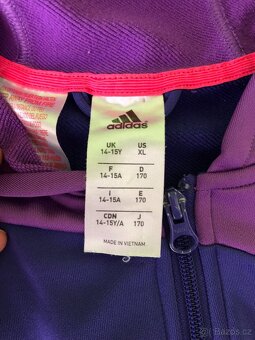 adidas
UK US
14-15Y XL
F D
14-15A 170
I E
14-15A 170
CDN J
14-15Y/A 170
MADE IN VIETNAM
Bazoš.cz